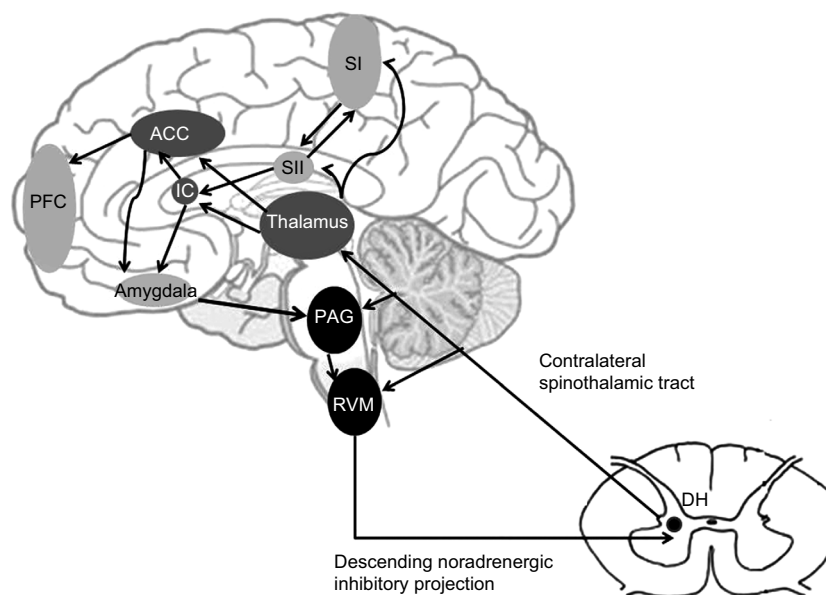 SI
ACC
SII
IC
PFC
Thalamus
Amygdala
PAG
Contralateral
spinothalamic tract
RVM
DH
Descending noradrenergic
inhibitory projection